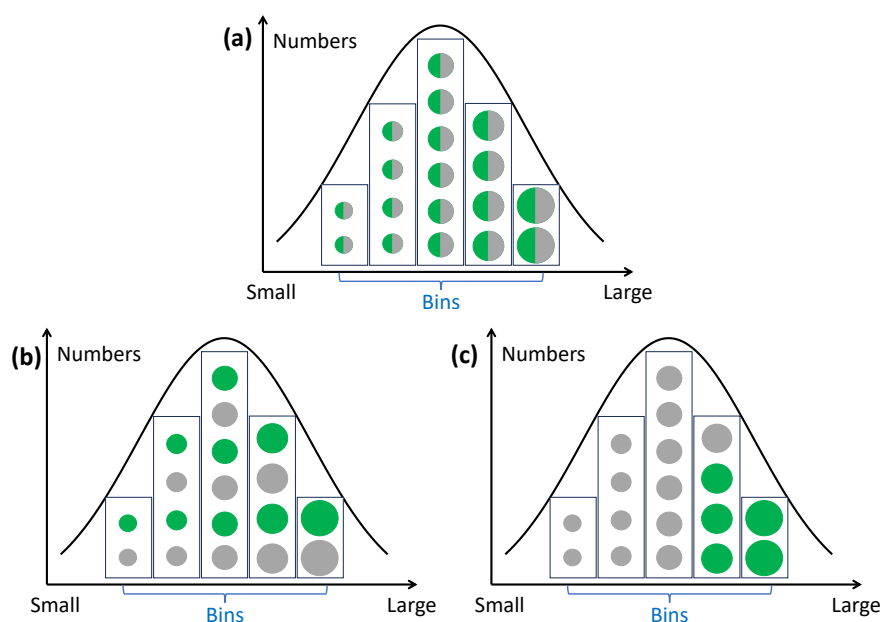 (a)
Numbers
Small
Large
Bins
(b)
Numbers
(c)
Numbers
Small
Bins
Large
Small
Bins
Large